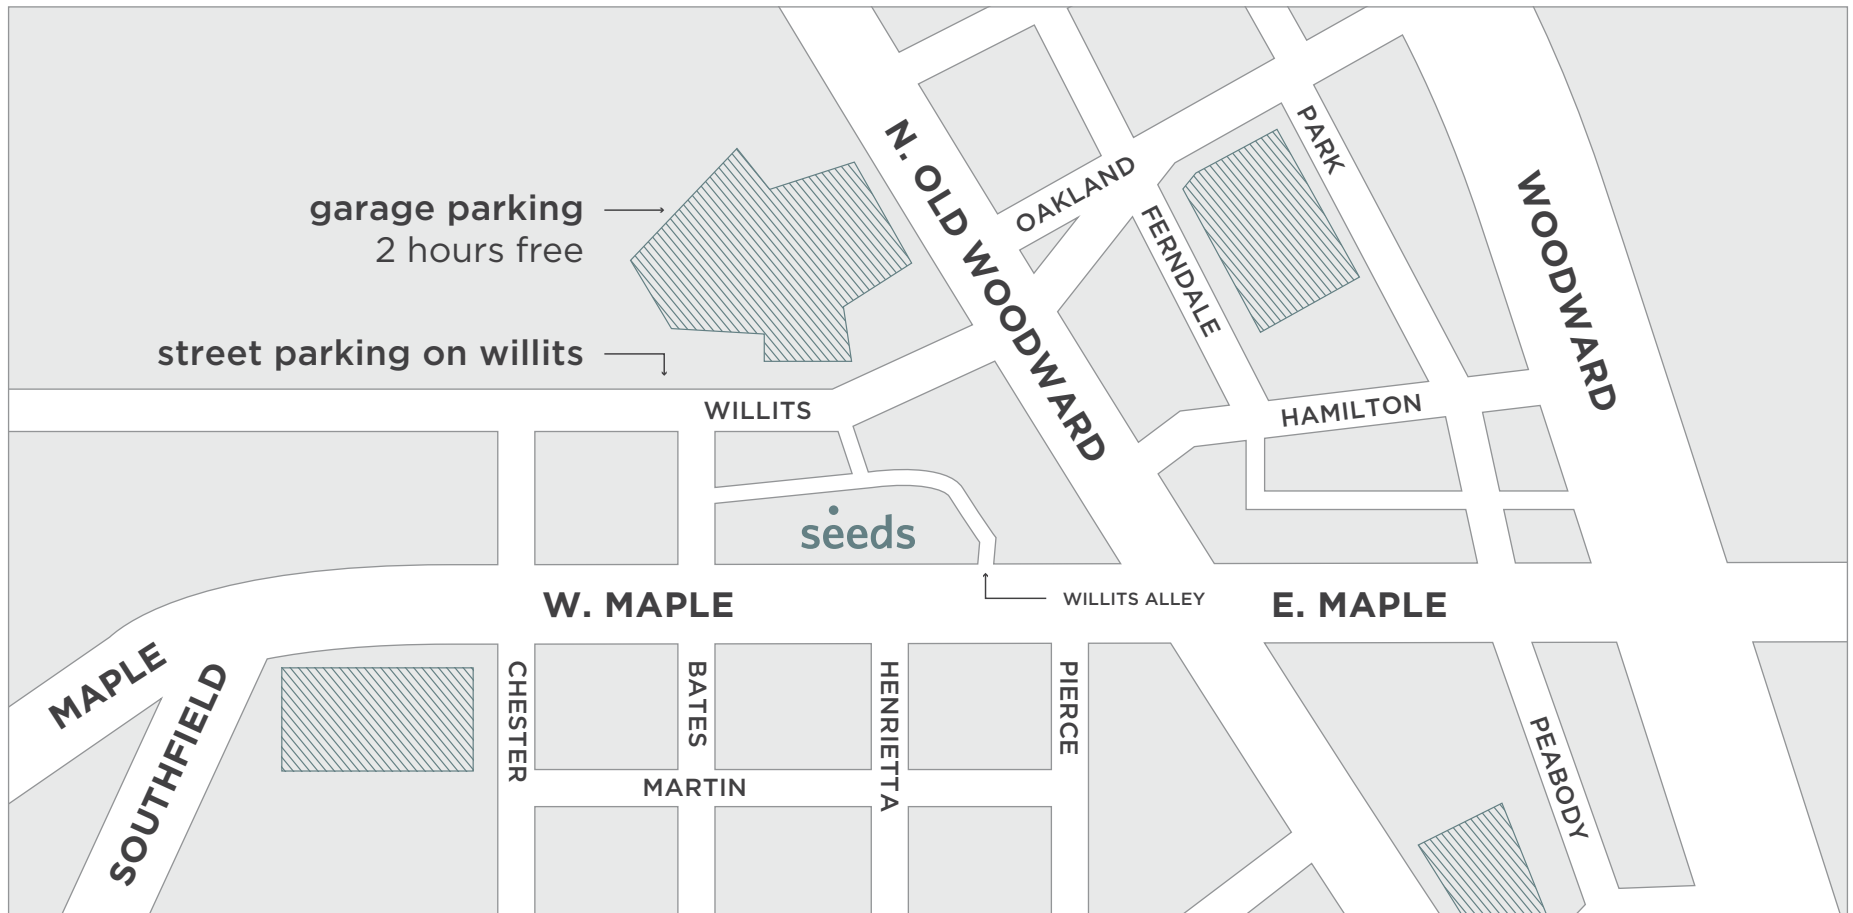 N. OLD WOODWARD
PARK
OAKLAND
WOODWARD
garage parking
2 hours free
FERNDALE
street parking on willits
WILLITS
HAMILTON
seeds
W. MAPLE
WILLITS ALLEY
E. MAPLE
MAPLE
SOUTHFIELD
CHESTER
BATES
HENRIETTA
PIERCE
MARTIN
PEABODY